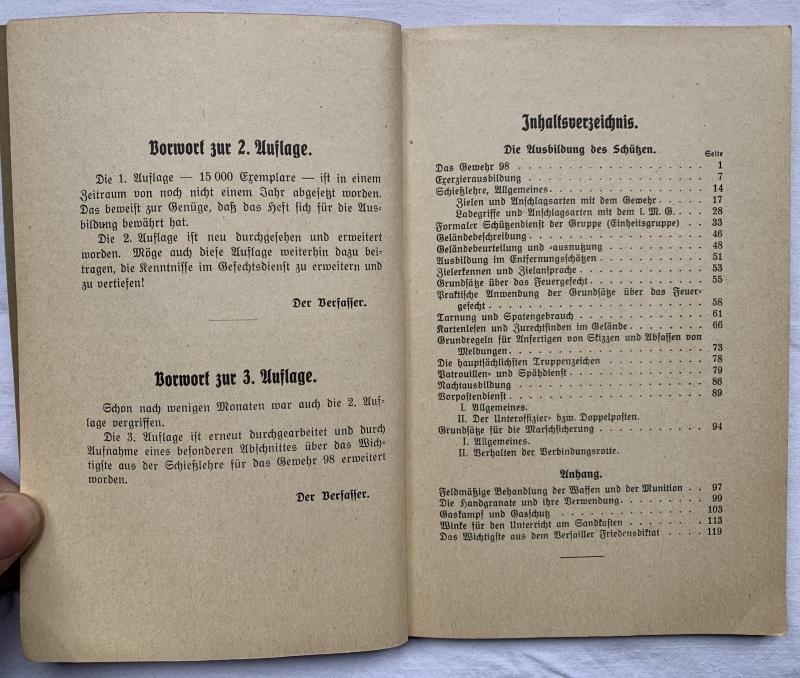 Vorwort zur 2. Auflage.
Die 1. Auflage — 15 000 Exemplare — ist in einem
Zeitraum von noch nicht einem Jahr abgesetzt worden.
Das beweist zur Genüge, daß das Heft sich für die Aus-
bildung bewährt hat.
Die 2. Auflage ist neu durchgesehen und erweitert
worden. Möge auch diese Auflage weiterhin dazu bei-
tragen, die Kenntnisse im Gefechtsdienst zu erweitern und
zu vertiefen!
Der Verfasser.
Vorwort zur 3. Auflage.
Schon nach wenigen Monaten war auch die 2. Auf-
lage vergriffen.
Die 3. Auflage ist erneut durchgearbeitet und durch
Aufnahme eines besonderen Abschnittes über das Wich-
tigste aus der Schießlehre für das Gewehr 98 erweitert
worden.
Der Verfasser.
Inhaltsverzeichnis.
Die Ausbildung des Schützen.
Seite
Das Gewehr 98 . . . . . . . . . . . . 1
Exerzierausbildung . . . . . . . . . . . . 7
Schießlehre, Allgemeines . . . . . . . . . . . . 14
Zielen und Anschlagsarten mit dem Gewehr . . . . . 17
Ladegriffe und Anschlagsarten mit dem l. M. G. . . . 28
Formaler Schützendienst der Gruppe (Einheitsgruppe) . . 33
Geländebeschreibung . . . . . . . . . . . . 46
Geländebeurteilung und -ausnutzung . . . . . . . . 48
Ausbildung im Entfernungsschätzen . . . . . . . . 51
Zielerkennen und Zielansprache . . . . . . . . . 53
Grundsätze über das Feuergefecht . . . . . . . . . 55
Praktische Anwendung der Grundsätze über das Feuer-
gefecht . . . . . . . . . . . . 58
Tarnung und Spatengebrauch . . . . . . . . . . 61
Kartenlesen und Zurechtfinden im Gelände . . . . . . 66
Grundregeln für Anfertigen von Skizzen und Abfassen von
Meldungen . . . . . . . . . . . . 73
Die hauptsächlichsten Truppenzeichen . . . . . . . . 78
Patrouillen- und Spähdienst . . . . . . . . . . 79
Nachtausbildung . . . . . . . . . . . . 86
Vorpostendienst . . . . . . . . . . . . 89
I. Allgemeines.
II. Der Unteroffizier- bzw. Doppelposten.
Grundsätze für die Marschsicherung . . . . . . . . 94
I. Allgemeines.
II. Verhalten der Verbindungsrotte.
Anhang.
Feldmäßige Behandlung der Waffen und der Munition . . 97
Die Handgranate und ihre Verwendung . . . . . . . 99
Gaskampf und Gasschutz . . . . . . . . . . . 103
Winke für den Unterricht am Sandkasten . . . . . . 113
Das Wichtigste aus dem Versailler Friedensdiktat . . . . 119